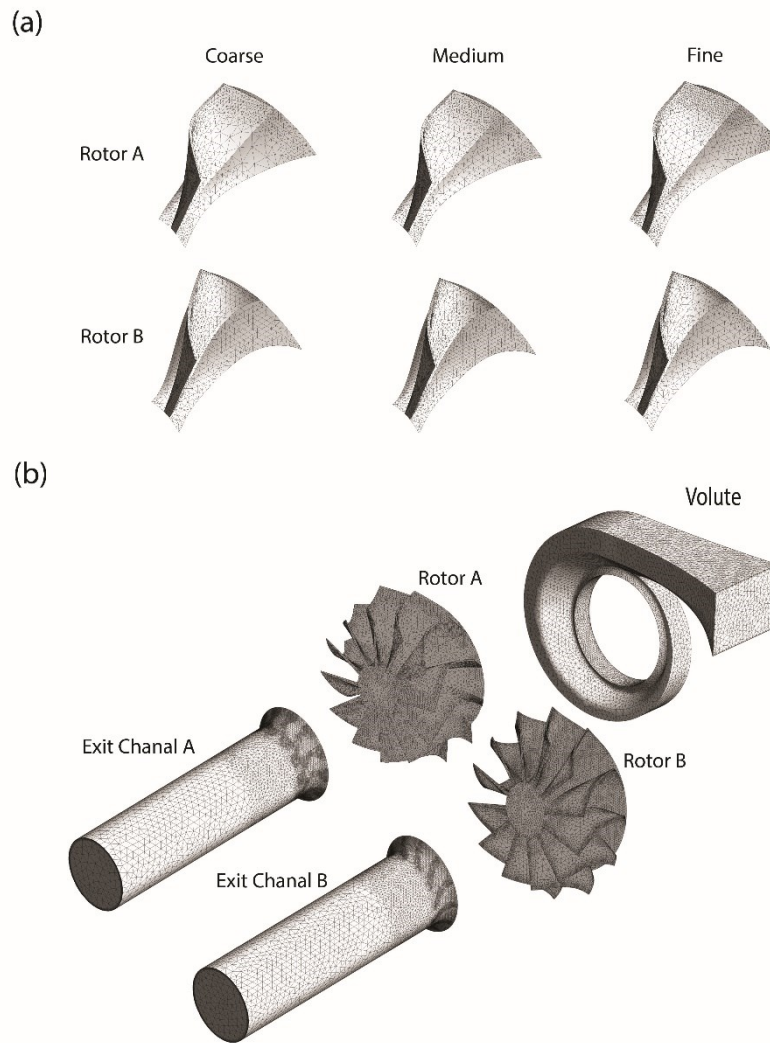 (a)
Coarse Medium Fine
Rotor A
Rotor B
(b)
Volute
Rotor A
Exit Chanal A
Rotor B
Exit Chanal B